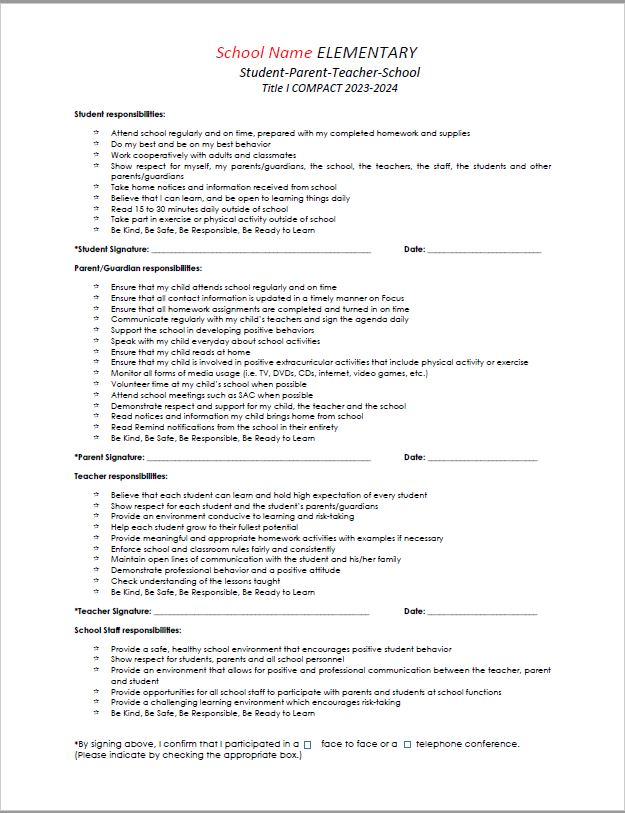 School Name ELEMENTARY
Student-Parent-Teacher-School
Title I COMPACT 2023-2024
Student responsibilities:
☆ Attend school regularly and on time, prepared with my completed homework and supplies
☆ Do my best and be on my best behavior
☆ Work cooperatively with adults and classmates
☆ Show respect for myself, my parents/guardians, the school, the teachers, the staff, the students and other
parents/guardians
☆ Take home notices and information received from school
☆ Believe that I can learn, and be open to learning things daily
☆ Read 15 to 30 minutes daily outside of school
☆ Take part in exercise or physical activity outside of school
☆ Be Kind, Be Safe, Be Responsible, Be Ready to Learn
*Student Signature: ______________________________ Date: ______________________
Parent/Guardian responsibilities:
☆ Ensure that my child attends school regularly and on time
☆ Ensure that all contact information is updated in a timely manner on Focus
☆ Ensure that all homework assignments are completed and turned in on time
☆ Communicate regularly with my child's teachers and sign the agenda daily
☆ Support the school in developing positive behaviors
☆ Speak with my child everyday about school activities
☆ Ensure that my child reads at home
☆ Ensure that my child is involved in positive extracurricular activities that include physical activity or exercise
☆ Monitor all forms of media usage (i.e. TV, DVDs, CDs, internet, video games, etc.)
☆ Volunteer time at my child's school when possible
☆ Attend school meetings such as SAC when possible
☆ Demonstrate respect and support for my child, the teacher and the school
☆ Read notices and information my child brings home from school
☆ Read Remind notifications from the school in their entirety
☆ Be Kind, Be Safe, Be Responsible, Be Ready to Learn
*Parent Signature: ______________________________ Date: ______________________
Teacher responsibilities:
☆ Believe that each student can learn and hold high expectation of every student
☆ Show respect for each student and the student's parents/guardians
☆ Provide an environment conducive to learning and risk-taking
☆ Help each student grow to their fullest potential
☆ Provide meaningful and appropriate homework activities with examples if necessary
☆ Enforce school and classroom rules fairly and consistently
☆ Maintain open lines of communication with the student and his/her family
☆ Demonstrate professional behavior and a positive attitude
☆ Check understanding of the lessons taught
☆ Be Kind, Be Safe, Be Responsible, Be Ready to Learn
*Teacher Signature: ______________________________ Date: ______________________
School Staff responsibilities:
☆ Provide a safe, healthy school environment that encourages positive student behavior
☆ Show respect for students, parents and all school personnel
☆ Provide an environment that allows for positive and professional communication between the teacher, parent
and student
☆ Provide opportunities for all school staff to participate with parents and students at school functions
☆ Provide a challenging learning environment which encourages risk-taking
☆ Be Kind, Be Safe, Be Responsible, Be Ready to Learn
*By signing above, I confirm that I participated in a ☐ face to face or a ☐ telephone conference.
(Please indicate by checking the appropriate box.)